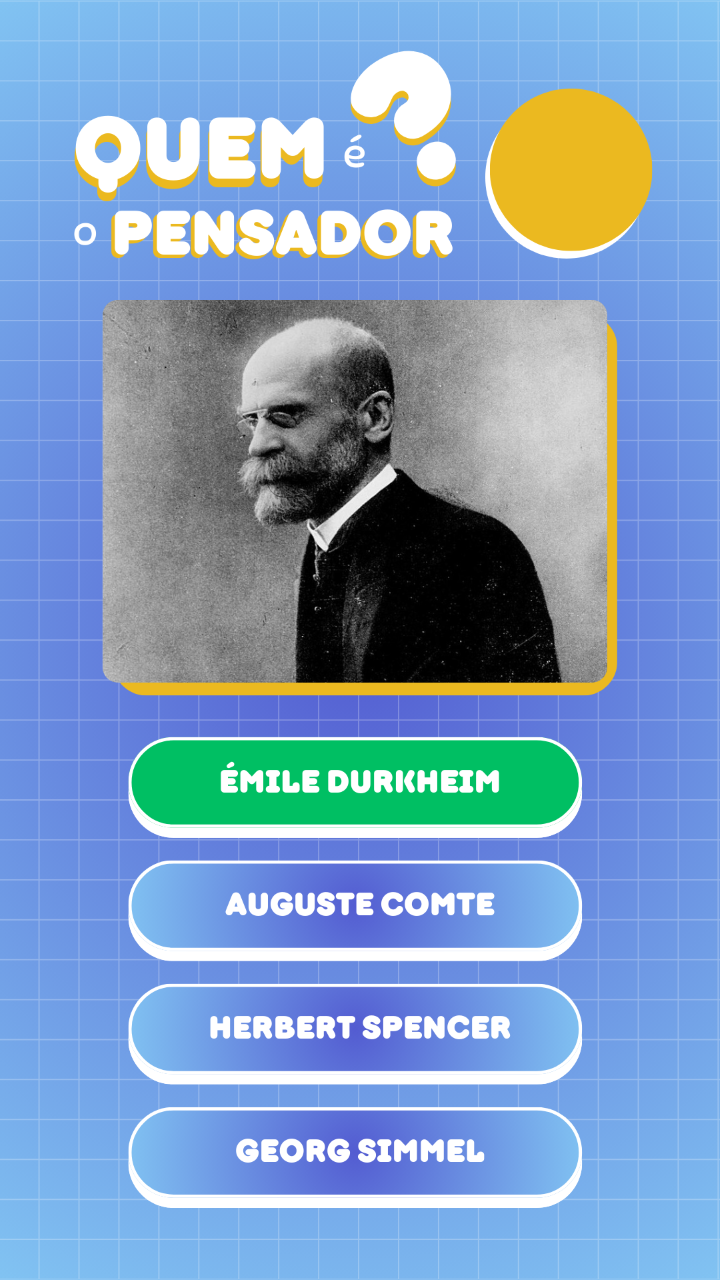 QUEM é ?
o PENSADOR
ÉMILE DURKHEIM
AUGUSTE COMTE
HERBERT SPENCER
GEORG SIMMEL